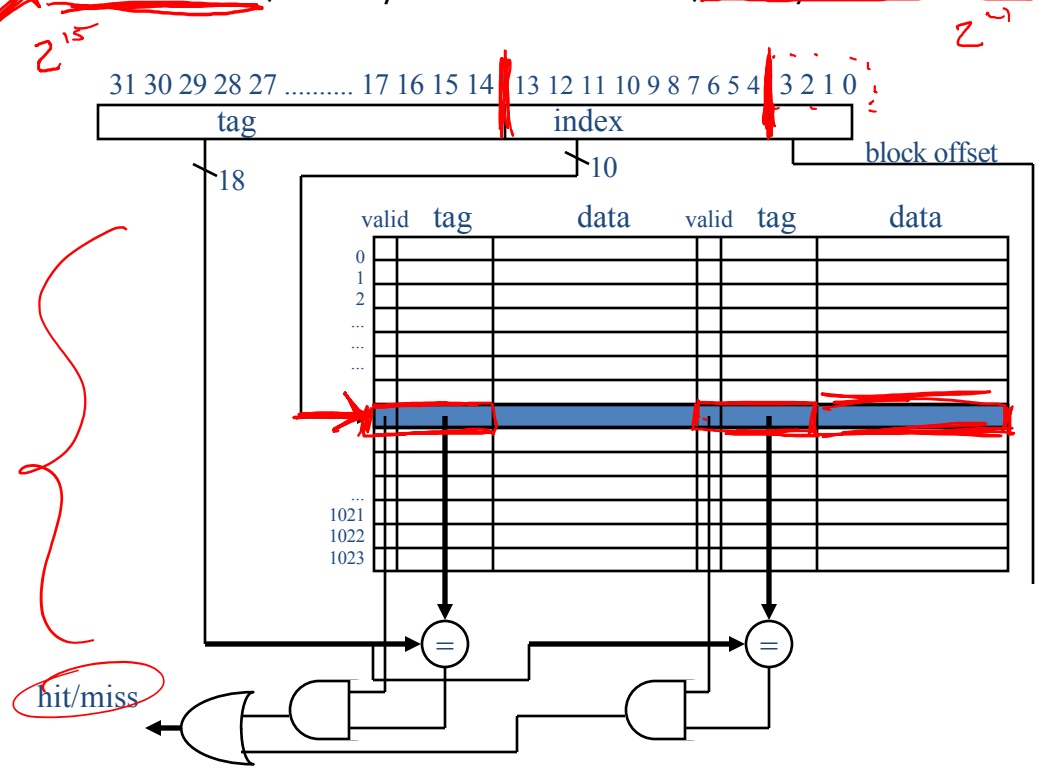 2^15
2^4
31 30 29 28 27 .......... 17 16 15 14 13 12 11 10 9 8 7 6 5 4 3 2 1 0
tag index
block offset
18 10
valid tag data valid tag data
0
1
2
...
...
...
...
1021
1022
1023
= =
hit/miss